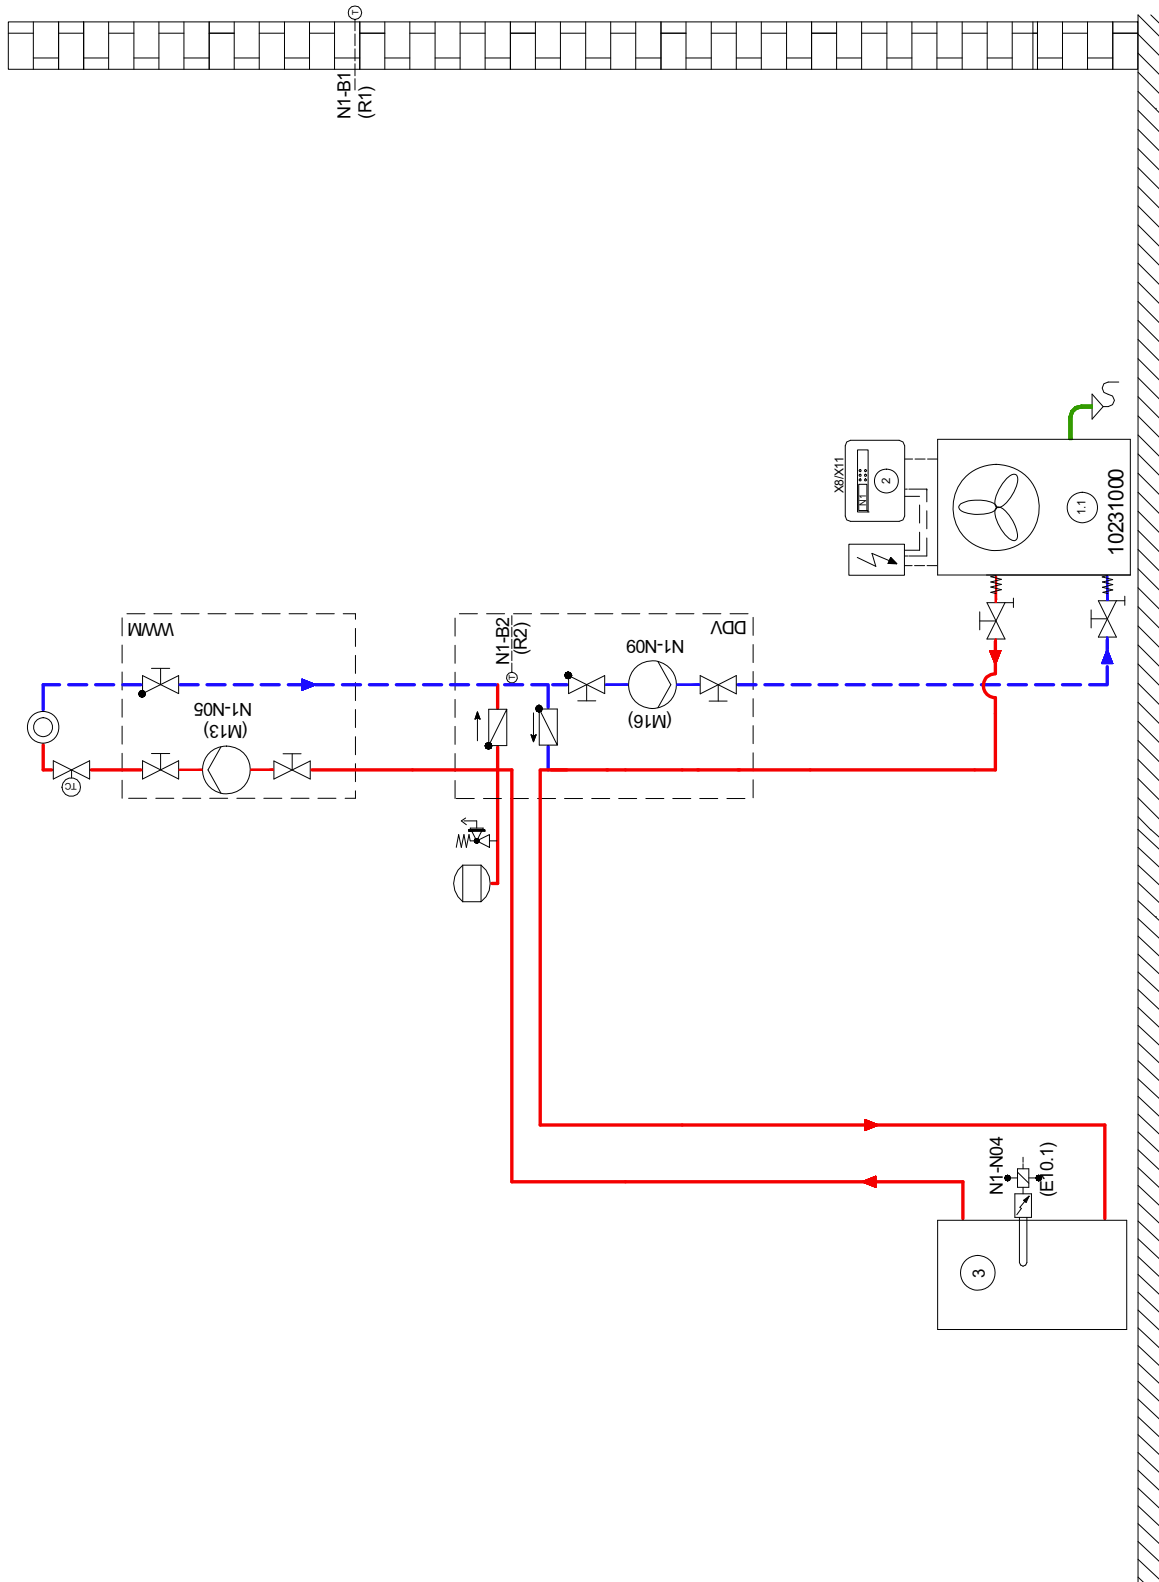 T
N1-B1
(R1)
WWM
N1-N05
(M13)
TC
N1-B2
(R2)
T
DDV
N1-N09
(M16)
X8/X11
N1
2
1.1
10231000
N1-N04
(E10.1)
3